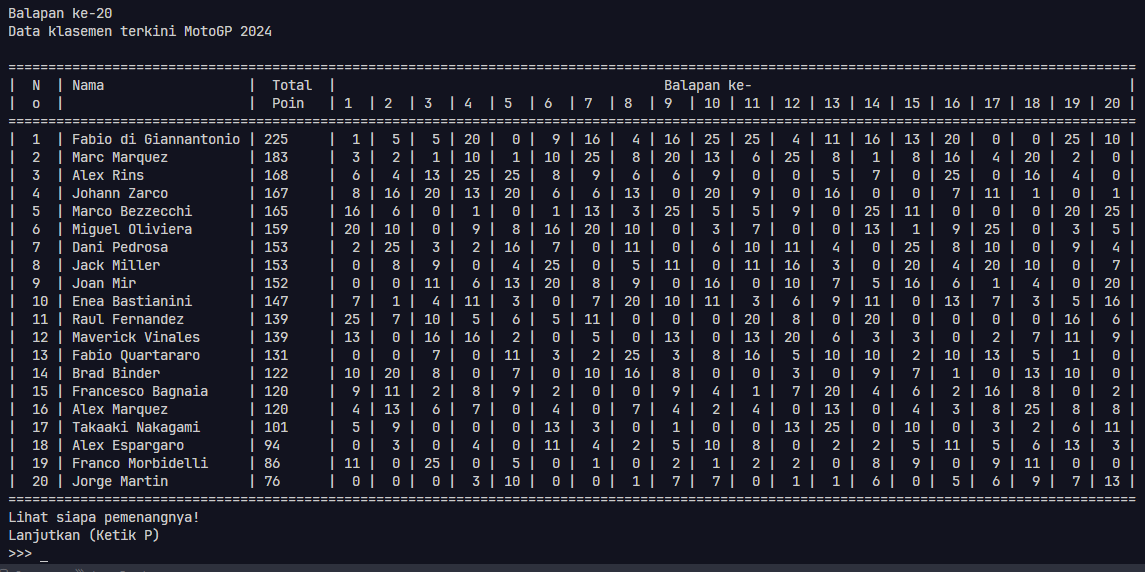 Balapan ke-20
Data klasemen terkini MotoGP 2024
=============================================================================================================================================
|  N  | Name                 |  Total  |                                         Balapan ke-                                               |
|  o  |                      |  Poin   | 1  | 2  | 3  | 4  | 5  | 6  | 7  | 8  | 9  | 10 | 11 | 12 | 13 | 14 | 15 | 16 | 17 | 18 | 19 | 20 |
=============================================================================================================================================
|  1  | Fabio di Giannantonio | 225     |  1 |  5 |  5 | 20 |  0 |  9 | 16 |  4 | 16 | 25 | 25 |  4 | 11 | 16 | 13 | 20 |  0 |  0 | 25 | 10 |
|  2  | Marc Marquez         | 183     |  3 |  2 |  1 | 10 |  1 | 10 | 25 |  8 | 20 | 13 |  6 | 25 |  8 |  1 |  8 | 16 |  4 | 20 |  2 |  0 |
|  3  | Alex Rins            | 168     |  6 |  4 | 13 | 25 | 25 |  8 |  9 |  6 |  6 |  9 |  0 |  0 |  5 |  7 |  0 | 25 |  0 | 16 |  4 |  0 |
|  4  | Johann Zarco         | 167     |  8 | 16 | 20 | 13 | 20 |  6 |  6 | 13 |  0 | 20 |  9 |  0 | 16 |  0 |  0 |  7 | 11 |  1 |  0 |  1 |
|  5  | Marco Bezzecchi      | 165     | 16 |  6 |  0 |  1 |  0 |  1 | 13 |  3 | 25 |  5 |  5 |  9 |  0 | 25 | 11 |  0 |  0 |  0 | 20 | 25 |
|  6  | Miguel Oliviera      | 159     | 20 | 10 |  0 |  9 |  8 | 16 | 20 | 10 |  0 |  3 |  7 |  0 |  0 | 13 |  1 |  9 | 25 |  0 |  3 |  5 |
|  7  | Dani Pedrosa         | 153     |  2 | 25 |  3 |  2 | 16 |  7 |  0 | 11 |  0 |  6 | 10 | 11 |  4 |  0 | 25 |  8 | 10 |  0 |  9 |  4 |
|  8  | Jack Miller          | 153     |  0 |  8 |  9 |  0 |  4 | 25 |  0 |  5 | 11 |  0 | 11 | 16 |  3 |  0 | 20 |  4 | 20 | 10 |  0 |  7 |
|  9  | Joan Mir             | 152     |  0 |  0 | 11 |  6 | 13 | 20 |  8 |  9 |  0 | 16 |  0 | 10 |  7 |  5 | 16 |  6 |  1 |  4 |  0 | 20 |
|  10 | Enea Bastianini      | 147     |  7 |  1 |  4 | 11 |  3 |  0 |  7 | 20 | 10 | 11 |  3 |  6 |  9 | 11 |  0 | 13 |  7 |  3 |  5 | 16 |
|  11 | Raul Fernandez       | 139     | 25 |  7 | 10 |  5 |  6 |  5 | 11 |  0 |  0 |  0 | 20 |  8 |  0 | 20 |  0 |  0 |  0 |  0 | 16 |  6 |
|  12 | Maverick Vinales     | 139     | 13 |  0 | 16 | 16 |  2 |  0 |  5 |  0 | 13 |  0 | 13 | 20 |  6 |  3 |  3 |  0 |  2 |  7 | 11 |  9 |
|  13 | Fabio Quartararo     | 131     |  0 |  0 |  7 |  0 | 11 |  3 |  2 | 25 |  3 |  8 | 16 |  5 | 10 | 10 |  2 | 10 | 13 |  5 |  1 |  0 |
|  14 | Brad Binder          | 122     | 10 | 20 |  8 |  0 |  7 |  0 | 10 | 16 |  8 |  0 |  0 |  3 |  0 |  9 |  7 |  1 |  0 | 13 | 10 |  0 |
|  15 | Francesco Bagnaia    | 120     |  9 | 11 |  2 |  8 |  9 |  2 |  0 |  0 |  9 |  4 |  1 |  7 | 20 |  4 |  6 |  2 | 16 |  8 |  0 |  2 |
|  16 | Alex Marquez         | 120     |  4 | 13 |  6 |  7 |  0 |  4 |  0 |  7 |  4 |  2 |  4 |  0 | 13 |  0 |  4 |  3 |  8 | 25 |  8 |  8 |
|  17 | Takaaki Nakagami     | 101     |  5 |  9 |  0 |  0 |  0 | 13 |  3 |  0 |  1 |  0 |  0 | 13 | 25 |  0 | 10 |  0 |  3 |  2 |  6 | 11 |
|  18 | Alex Espargaro       | 94      |  0 |  3 |  0 |  4 |  0 | 11 |  4 |  2 |  5 | 10 |  8 |  0 |  2 |  2 |  5 | 11 |  5 |  6 | 13 |  3 |
|  19 | Franco Morbidelli    | 86      | 11 |  0 | 25 |  0 |  5 |  0 |  1 |  0 |  2 |  1 |  2 |  2 |  0 |  8 |  9 |  0 |  9 | 11 |  0 |  0 |
|  20 | Jorge Martin         | 76      |  0 |  0 |  0 |  3 | 10 |  0 |  0 |  1 |  7 |  7 |  0 |  1 |  1 |  6 |  0 |  5 |  6 |  9 |  7 | 13 |
=============================================================================================================================================
Lihat siapa pemenangnya!
Lanjutkan (Ketik P)
>>> _